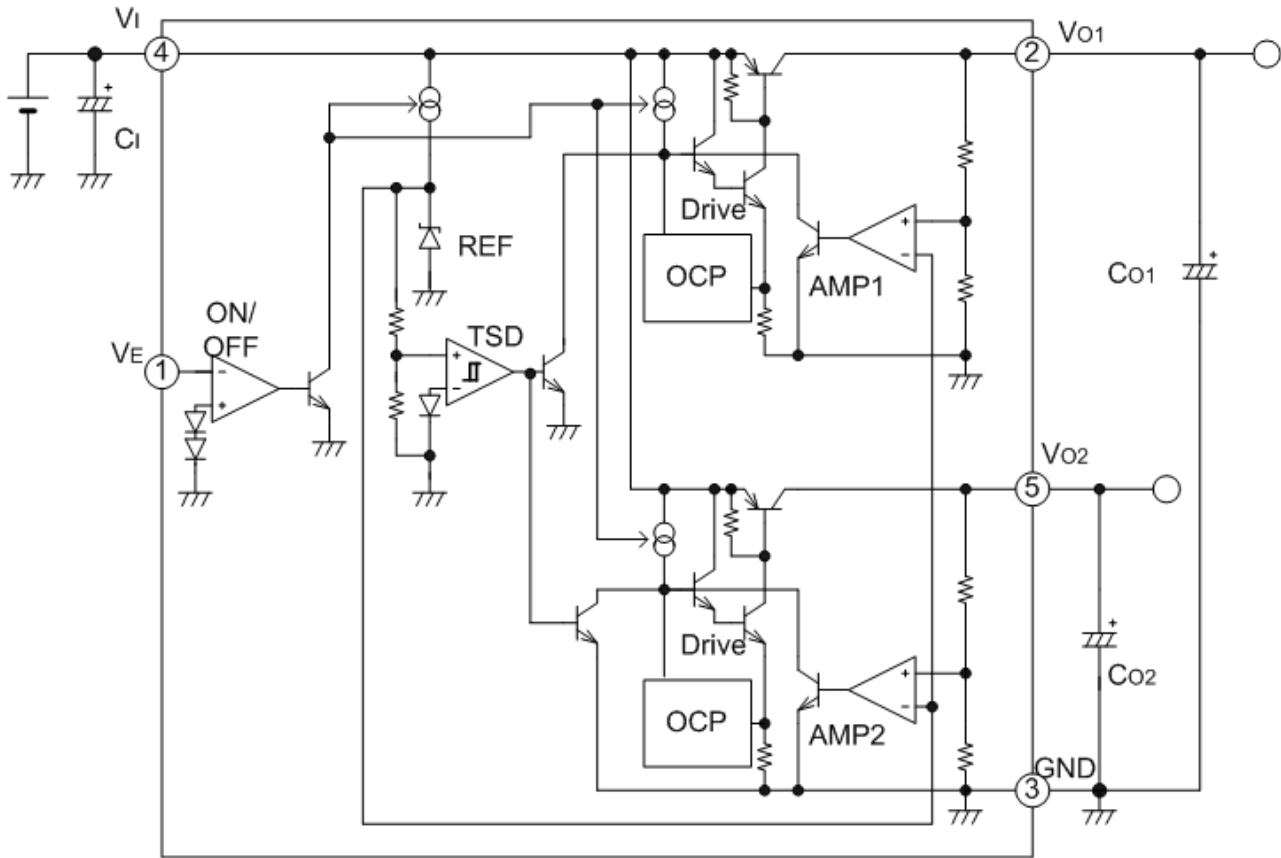 VI
4
VO1
2
+
CI
+
REF
Drive
OCP
+
-
AMP1
CO1
+
ON/
OFF
VE
1
-
+
TSD
+
-
VO2
5
Drive
OCP
+
-
AMP2
CO2
+
GND
3